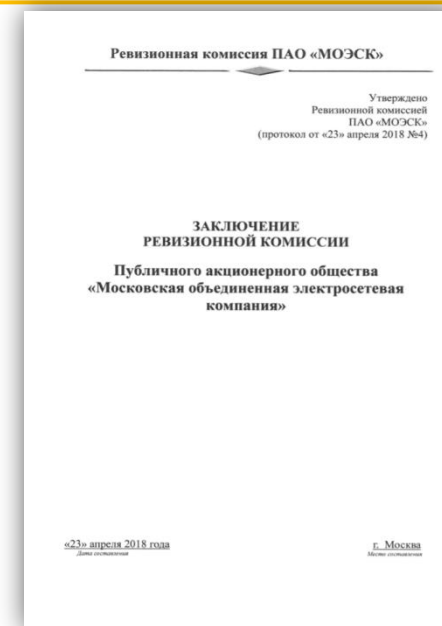 Ревизионная комиссия ПАО «МОЭСК»
Утверждено
Ревизионной комиссией
ПАО «МОЭСК»
(протокол от «23» апреля 2018 №4)
ЗАКЛЮЧЕНИЕ
РЕВИЗИОННОЙ КОМИССИИ
Публичного акционерного общества
«Московская объединенная электросетевая
компания»
«23» апреля 2018 года
г. Москва
Дата составления
Место составления